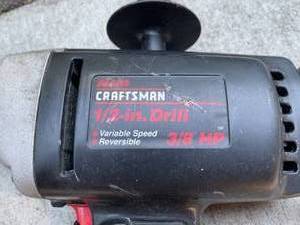 CRAFTSMAN
1/2-in. Drill
Variable Speed
Reversible
3/8 HP